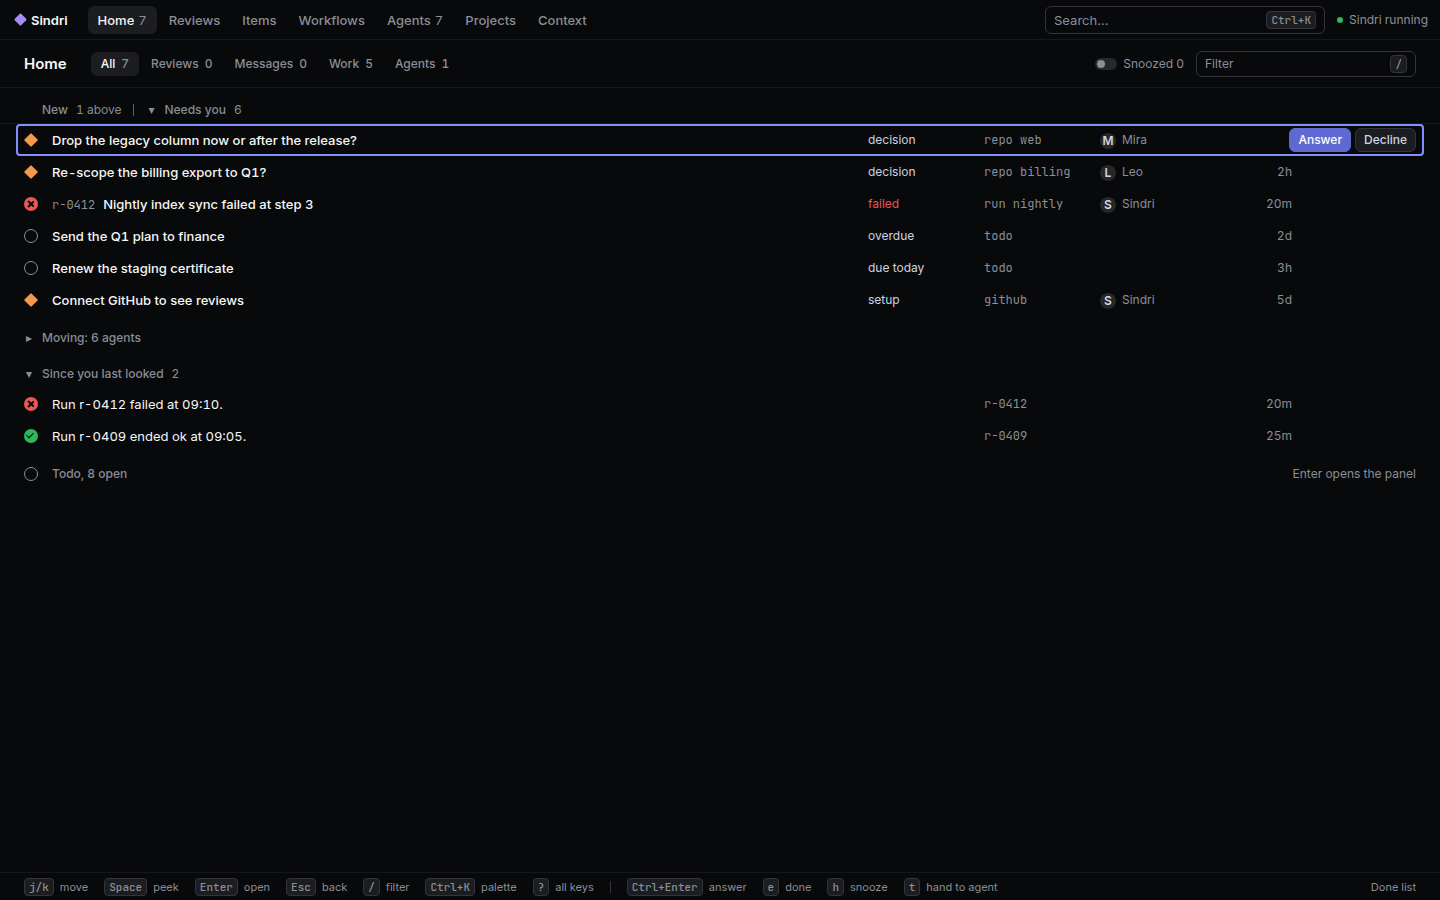 Sindri Home 7 Reviews Items Workflows Agents 7 Projects Context Search... Ctrl+K Sindri running
Home All 7 Reviews 0 Messages 0 Work 5 Agents 1 Snoozed 0 Filter /
New 1 above | ▾ Needs you 6
Drop the legacy column now or after the release? decision repo web M Mira Answer Decline
Re-scope the billing export to Q1? decision repo billing L Leo 2h
r-0412 Nightly index sync failed at step 3 failed run nightly S Sindri 20m
Send the Q1 plan to finance overdue todo 2d
Renew the staging certificate due today todo 3h
Connect GitHub to see reviews setup github S Sindri 5d
▸ Moving: 6 agents
▾ Since you last looked 2
Run r-0412 failed at 09:10. r-0412 20m
Run r-0409 ended ok at 09:05. r-0409 25m
Todo, 8 open Enter opens the panel
j/k move Space peek Enter open Esc back / filter Ctrl+K palette ? all keys | Ctrl+Enter answer e done h snooze t hand to agent Done list